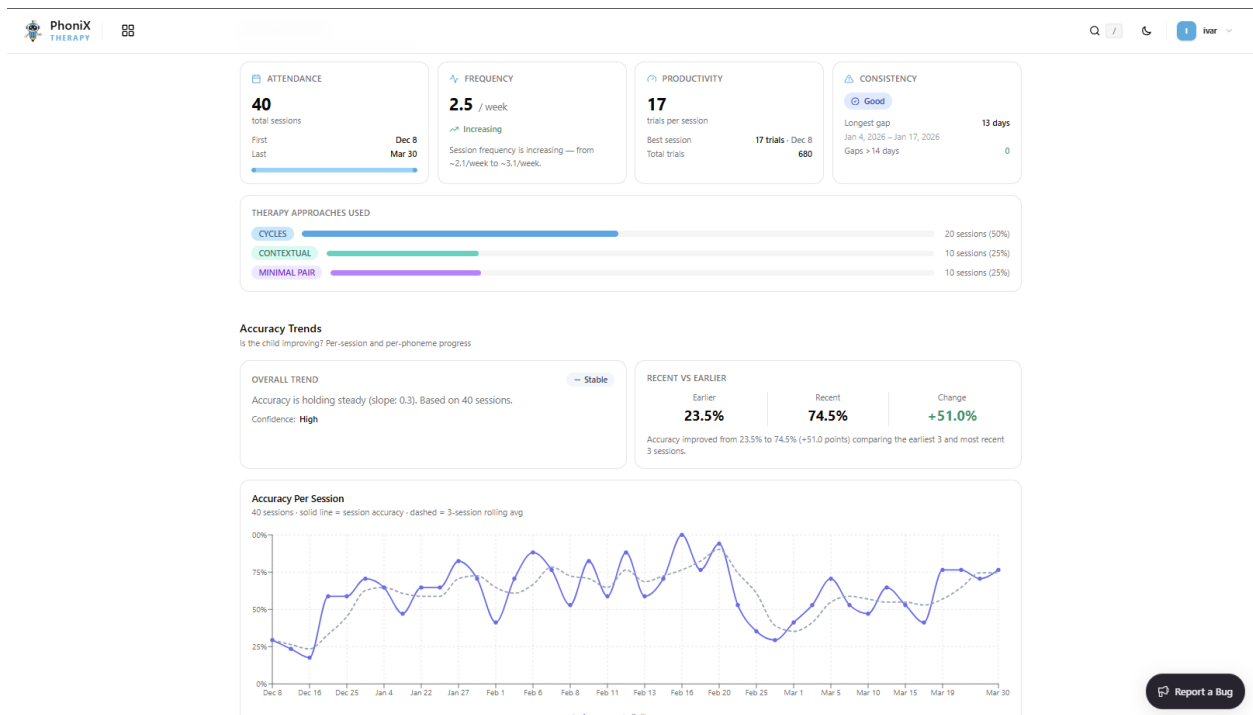 PhoniX
THERAPY
/
I
ivar
ATTENDANCE
40
total sessions
First Dec 8
Last Mar 30
FREQUENCY
2.5 / week
Increasing
Session frequency is increasing — from
~2.1/week to ~3.1/week.
PRODUCTIVITY
17
trials per session
Best session 17 trials · Dec 8
Total trials 680
CONSISTENCY
Good
Longest gap 13 days
Jan 4, 2026 – Jan 17, 2026
Gaps > 14 days 0
THERAPY APPROACHES USED
CYCLES 20 sessions (50%)
CONTEXTUAL 10 sessions (25%)
MINIMAL PAIR 10 sessions (25%)
Accuracy Trends
Is the child improving? Per-session and per-phoneme progress
OVERALL TREND
Stable
Accuracy is holding steady (slope: 0.3). Based on 40 sessions.
Confidence: High
RECENT VS EARLIER
Earlier Recent Change
23.5% 74.5% +51.0%
Accuracy improved from 23.5% to 74.5% (+51.0 points) comparing the earliest 3 and most recent
3 sessions.
Accuracy Per Session
40 sessions · solid line = session accuracy · dashed = 3-session rolling avg
00%
75%
50%
25%
0%
Dec 8 Dec 16 Dec 25 Jan 4 Jan 22 Jan 27 Feb 1 Feb 6 Feb 8 Feb 11 Feb 13 Feb 16 Feb 20 Feb 25 Mar 1 Mar 5 Mar 10 Mar 15 Mar 19 Mar 30
Report a Bug